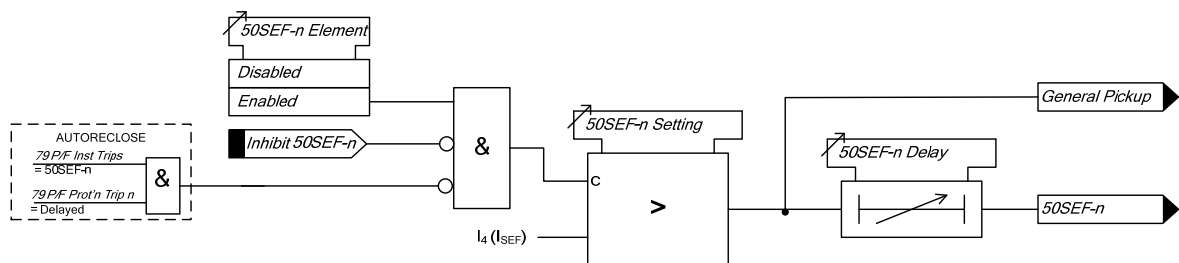 50SEF-n Element
Disabled
Enabled
Inhibit 50SEF-n
AUTORECLOSE
79 P/F Inst Trips
= 50SEF-n
79 P/F Prot'n Trip n
= Delayed
&
&
50SEF-n Setting
C
>
I4 (ISEF)
50SEF-n Delay
General Pickup
50SEF-n